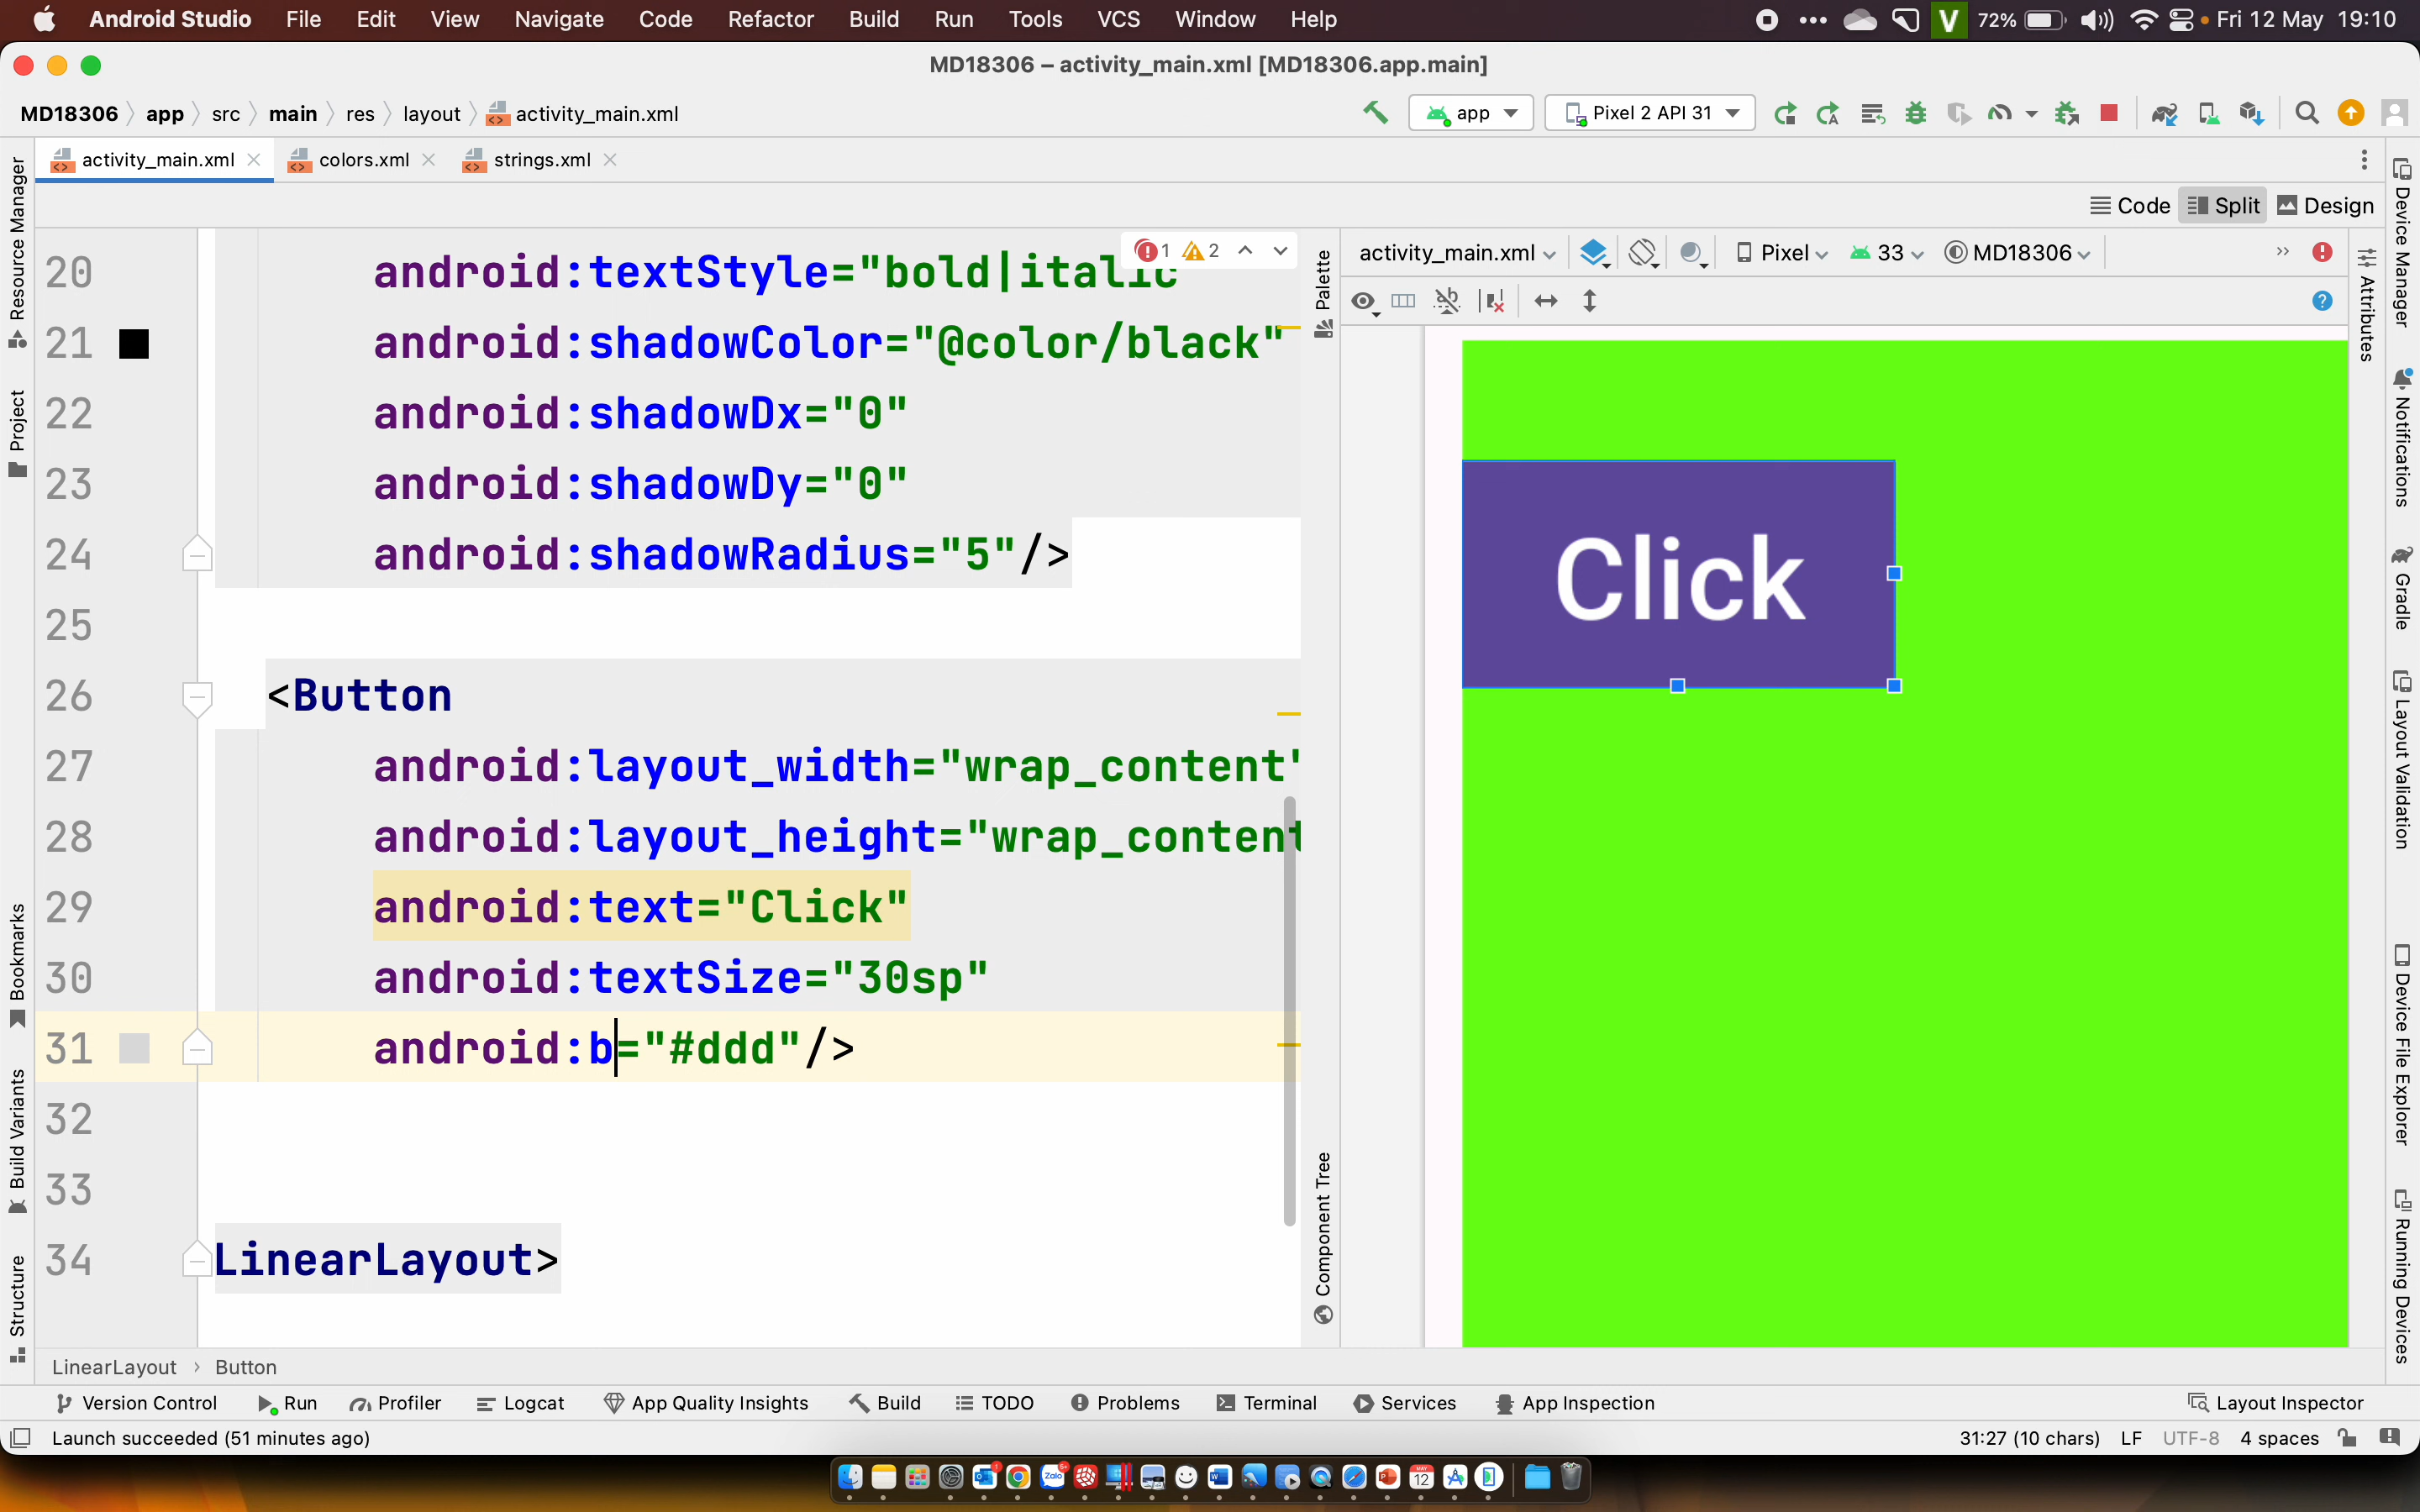 Android Studio File Edit View Navigate Code Refactor Build Run Tools VCS Window Help V 72% Fri 12 May 19:10
MD18306 – activity_main.xml [MD18306.app.main]
MD18306 app src main res layout activity_main.xml app Pixel 2 API 31
activity_main.xml colors.xml strings.xml
Code Split Design
1 2
activity_main.xml Pixel 33 MD18306
20 android:textStyle="bold|italic
21 android:shadowColor="@color/black"
22 android:shadowDx="0"
23 android:shadowDy="0"
24 android:shadowRadius="5"/>
25
26 <Button
27 android:layout_width="wrap_content"
28 android:layout_height="wrap_content
29 android:text="Click"
30 android:textSize="30sp"
31 android:b="#ddd"/>
32
33
34 LinearLayout>
Click
Resource Manager
Project
Bookmarks
Build Variants
Structure
Palette
Component Tree
Attributes
Device Manager
Notifications
Gradle
Layout Validation
Device File Explorer
Running Devices
LinearLayout › Button
Version Control Run Profiler Logcat App Quality Insights Build TODO Problems Terminal Services App Inspection Layout Inspector
Launch succeeded (51 minutes ago) 31:27 (10 chars) LF UTF-8 4 spaces
Zalo
12